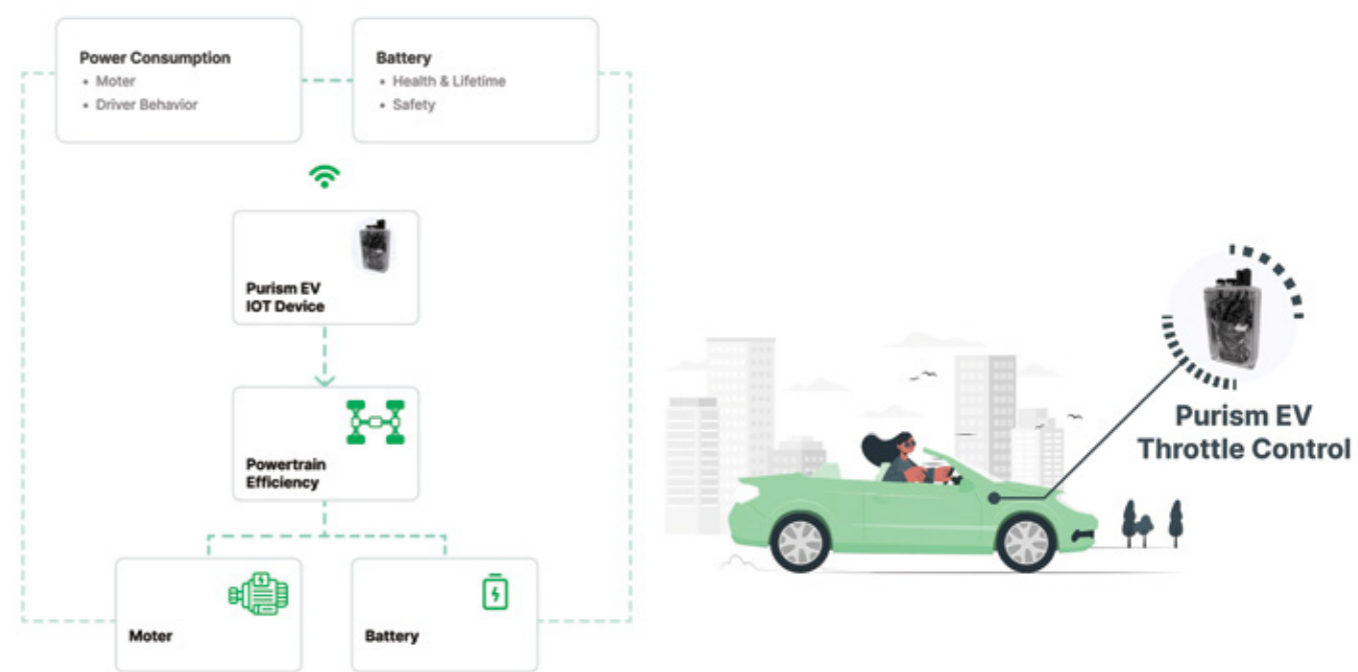 Power Consumption
• Moter
• Driver Behavior
Battery
• Health & Lifetime
• Safety
Purism EV
IOT Device
Powertrain
Efficiency
Moter
Battery
Purism EV
Throttle Control